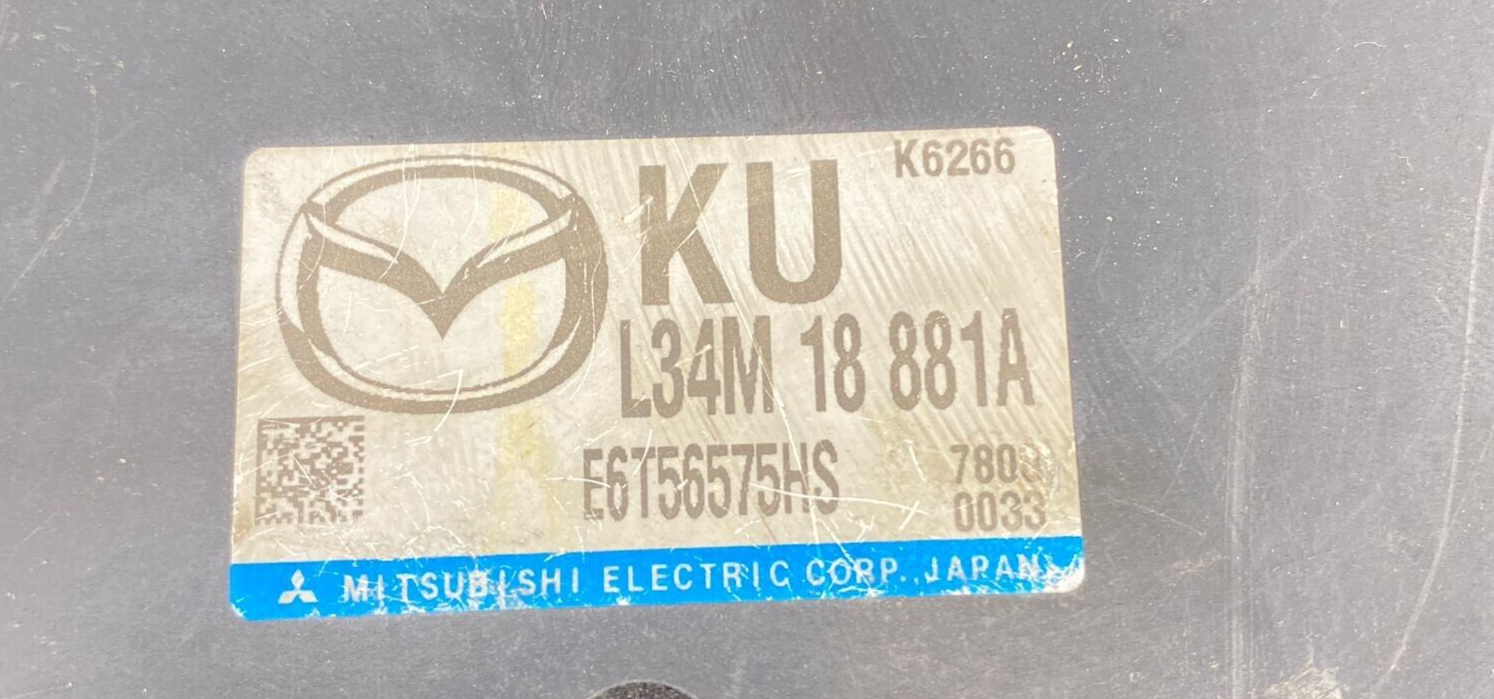 K6266
KU
L34M 18 881A
E6T56575HS
0033
MITSUBISHI ELECTRIC CORP. JAPAN